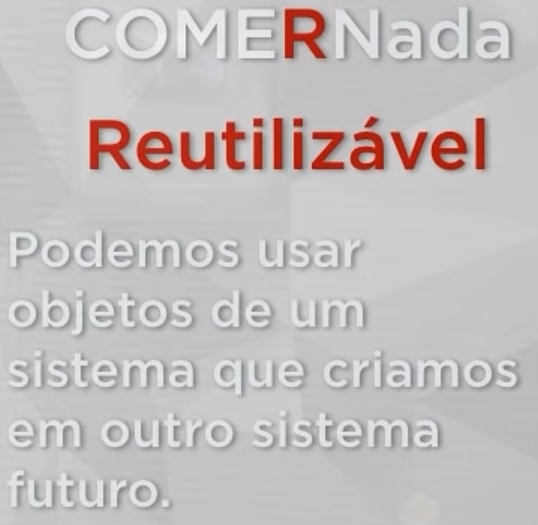 COMERNada
Reutilizável
Podemos usar
objetos de um
sistema que criamos
em outro sistema
futuro.